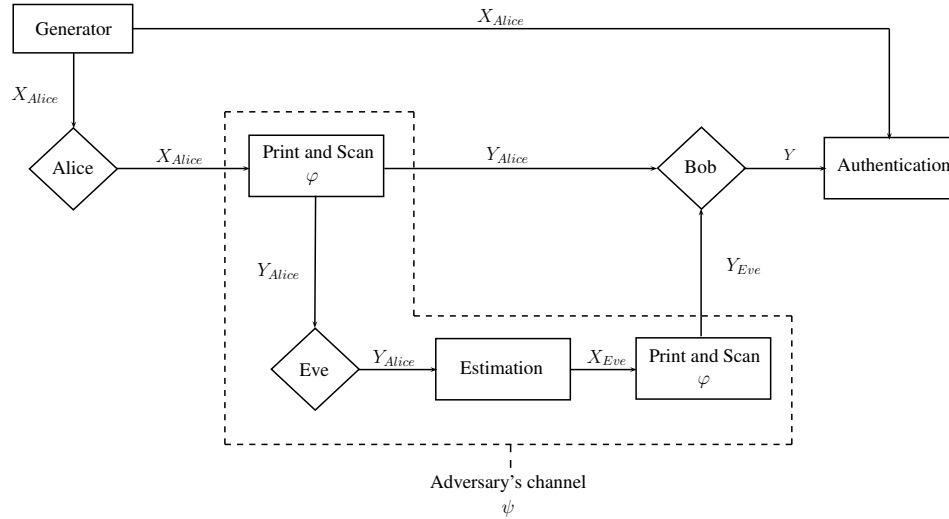 X_{Alice}
Generator
X_{Alice}
Alice
X_{Alice}
Print and Scan
φ
Y_{Alice}
Bob
Y
Authentication
Y_{Alice}
Y_{Eve}
Eve
Y_{Alice}
Estimation
X_{Eve}
Print and Scan
φ
Adversary's channel
ψ